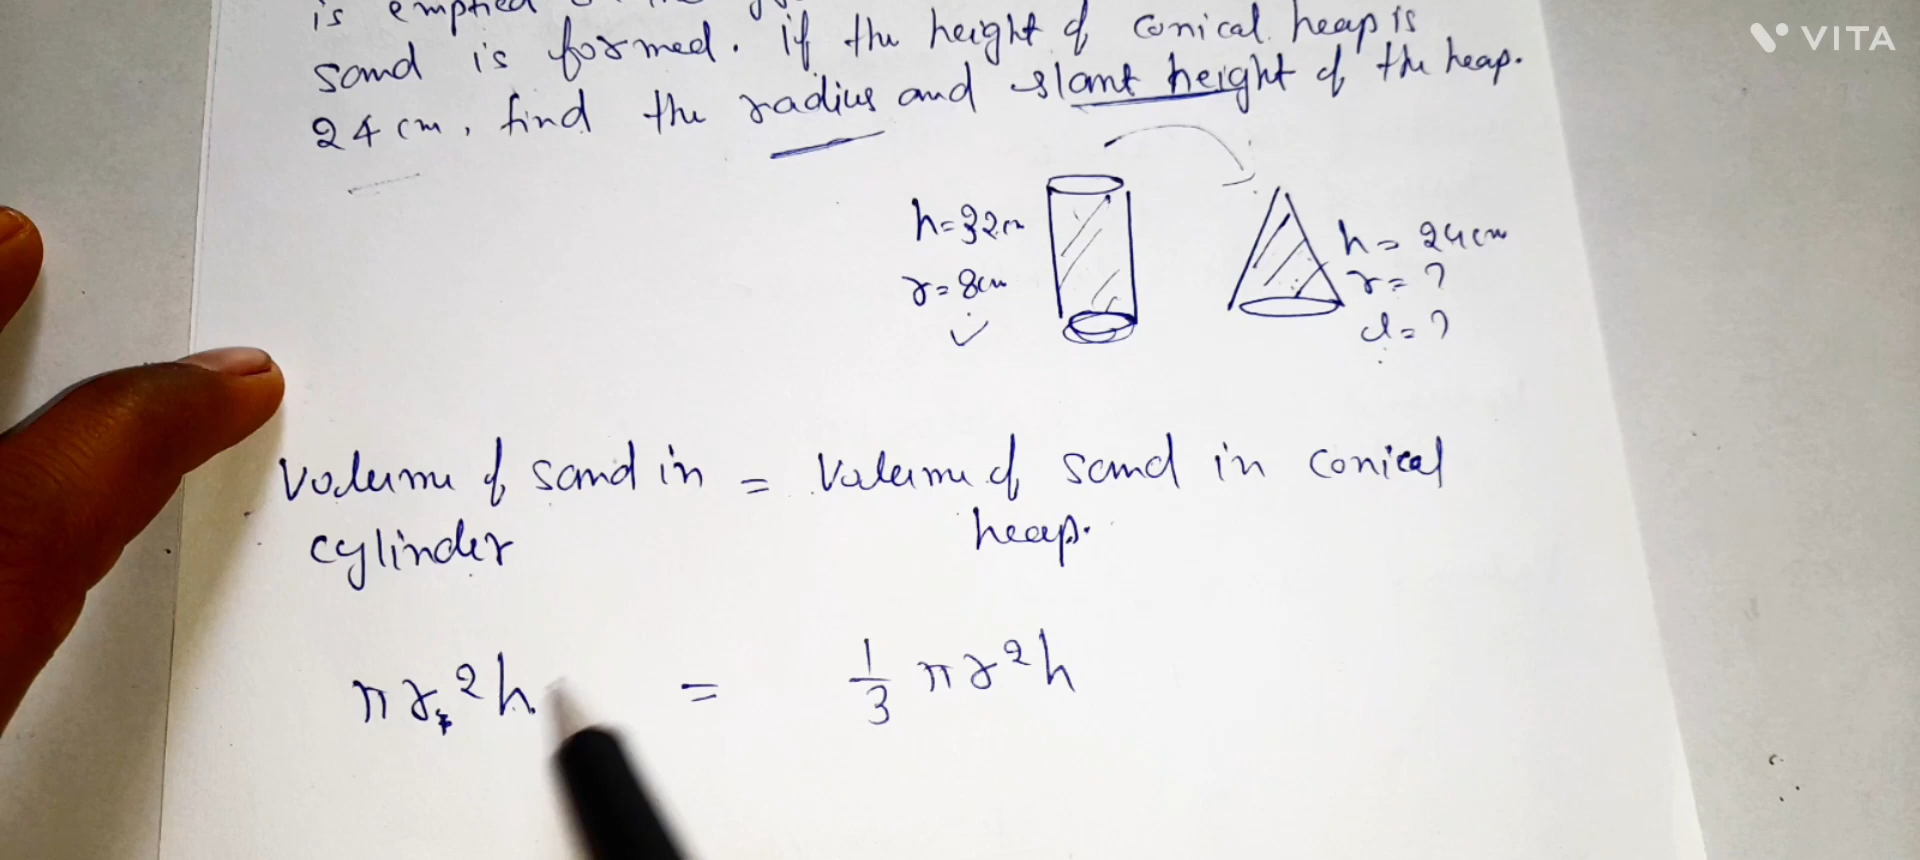 is emptied
sand is formed. if the height of conical heap is
24 cm, find the radius and slant height of the heap.
VITA
h=32cm
r=8cm
h= 24cm
r=?
l=?
Volume of sand in = Volume of sand in conical
cylinder heap.
πr₁²h = 1/3 πr²h